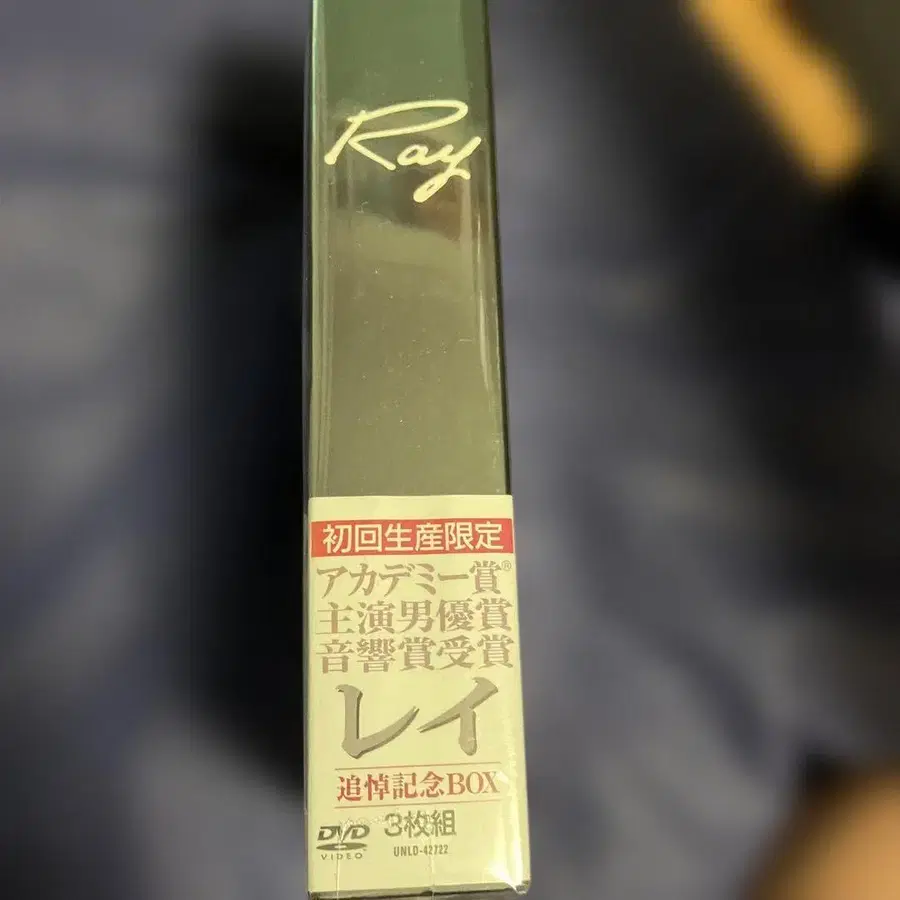 Ray
初回生産限定
アカデミー賞®
主演男優賞
音響賞受賞
レイ
追悼記念BOX
DVD VIDEO 3枚組
UNLD-42722